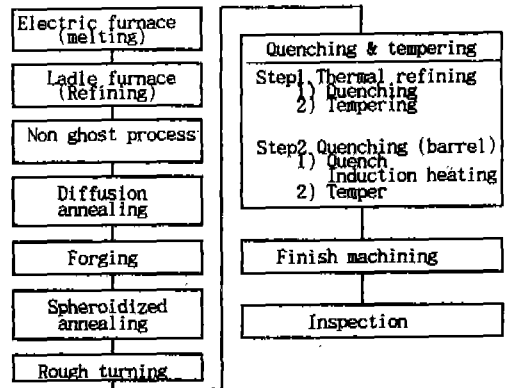 Electric furnace
(melting)
Ladle furnace
(Refining)
Non ghost process
Diffusion
annealing
Forging
Spheroidized
annealing
Rough turning
Quenching & tempering
Step1 Thermal refining
1) Quenching
2) Tempering
Step2 Quenching (barrel)
1) Quench
Induction heating
2) Temper
Finish machining
Inspection